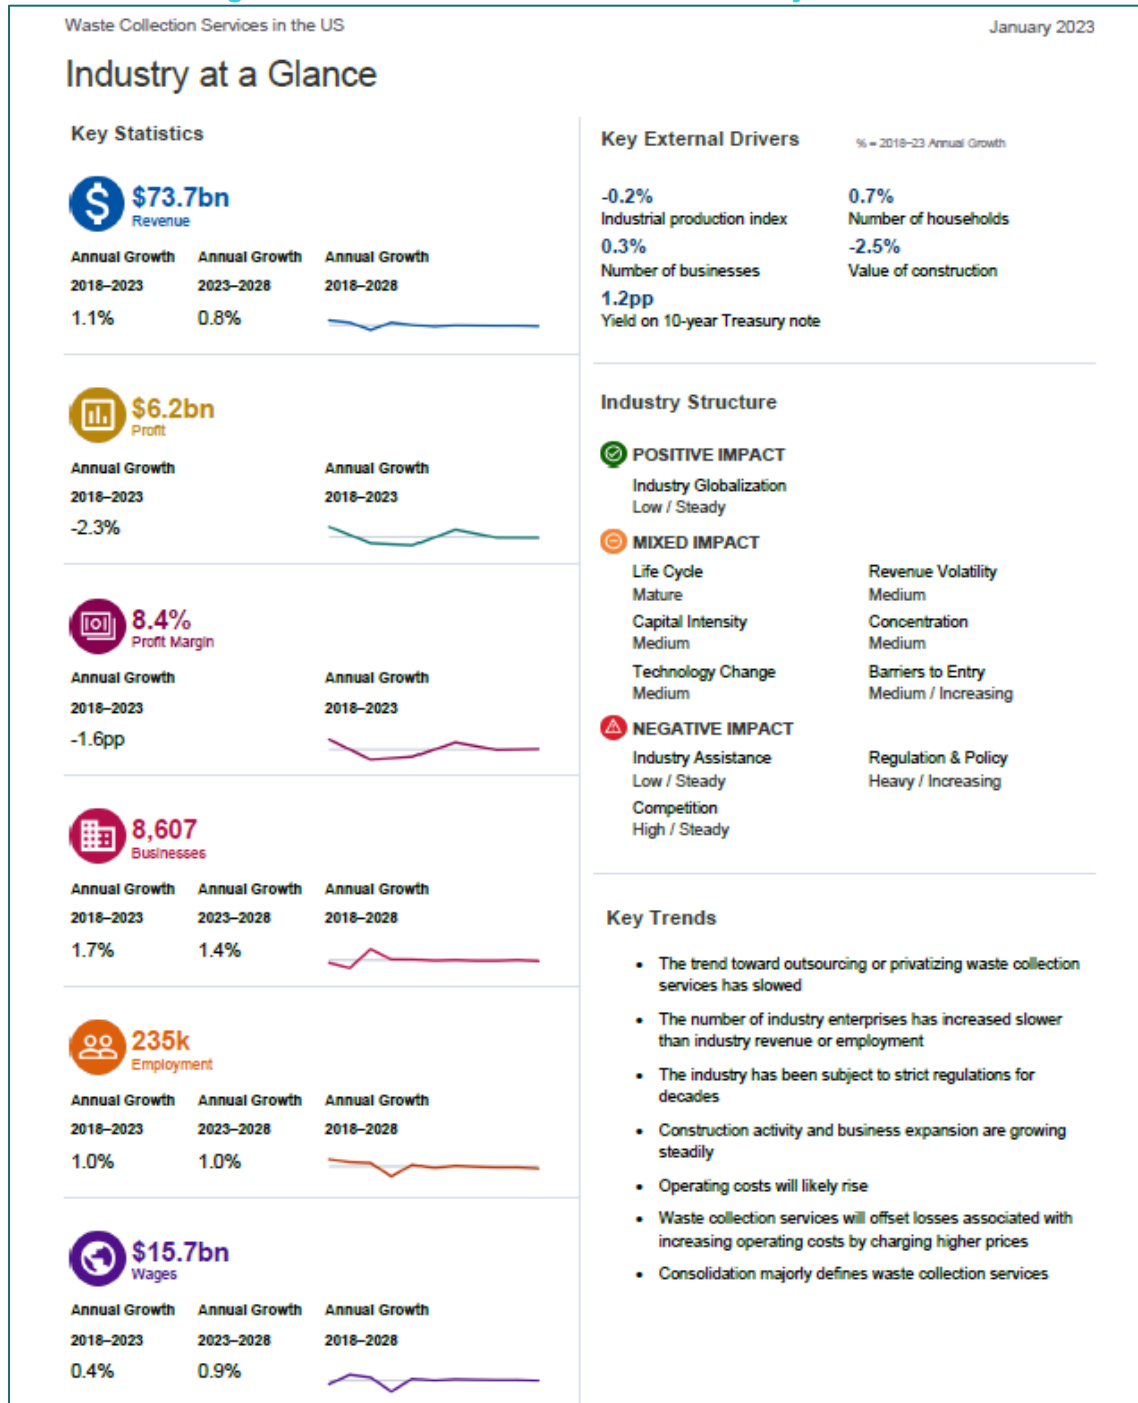 Waste Collection Services in the US
January 2023
Industry at a Glance
Key Statistics
$73.7bn
Revenue
Annual Growth Annual Growth Annual Growth
2018–2023 2023–2028 2018–2028
1.1% 0.8%
$6.2bn
Profit
Annual Growth Annual Growth
2018–2023 2018–2023
-2.3%
8.4%
Profit Margin
Annual Growth Annual Growth
2018–2023 2018–2023
-1.6pp
8,607
Businesses
Annual Growth Annual Growth Annual Growth
2018–2023 2023–2028 2018–2028
1.7% 1.4%
235k
Employment
Annual Growth Annual Growth Annual Growth
2018–2023 2023–2028 2018–2028
1.0% 1.0%
$15.7bn
Wages
Annual Growth Annual Growth Annual Growth
2018–2023 2023–2028 2018–2028
0.4% 0.9%
Key External Drivers % = 2018–23 Annual Growth
-0.2% 0.7%
Industrial production index Number of households
0.3% -2.5%
Number of businesses Value of construction
1.2pp
Yield on 10-year Treasury note
Industry Structure
POSITIVE IMPACT
Industry Globalization
Low / Steady
MIXED IMPACT
Life Cycle Revenue Volatility
Mature Medium
Capital Intensity Concentration
Medium Medium
Technology Change Barriers to Entry
Medium Medium / Increasing
NEGATIVE IMPACT
Industry Assistance Regulation & Policy
Low / Steady Heavy / Increasing
Competition
High / Steady
Key Trends
• The trend toward outsourcing or privatizing waste collection
services has slowed
• The number of industry enterprises has increased slower
than industry revenue or employment
• The industry has been subject to strict regulations for
decades
• Construction activity and business expansion are growing
steadily
• Operating costs will likely rise
• Waste collection services will offset losses associated with
increasing operating costs by charging higher prices
• Consolidation majorly defines waste collection services